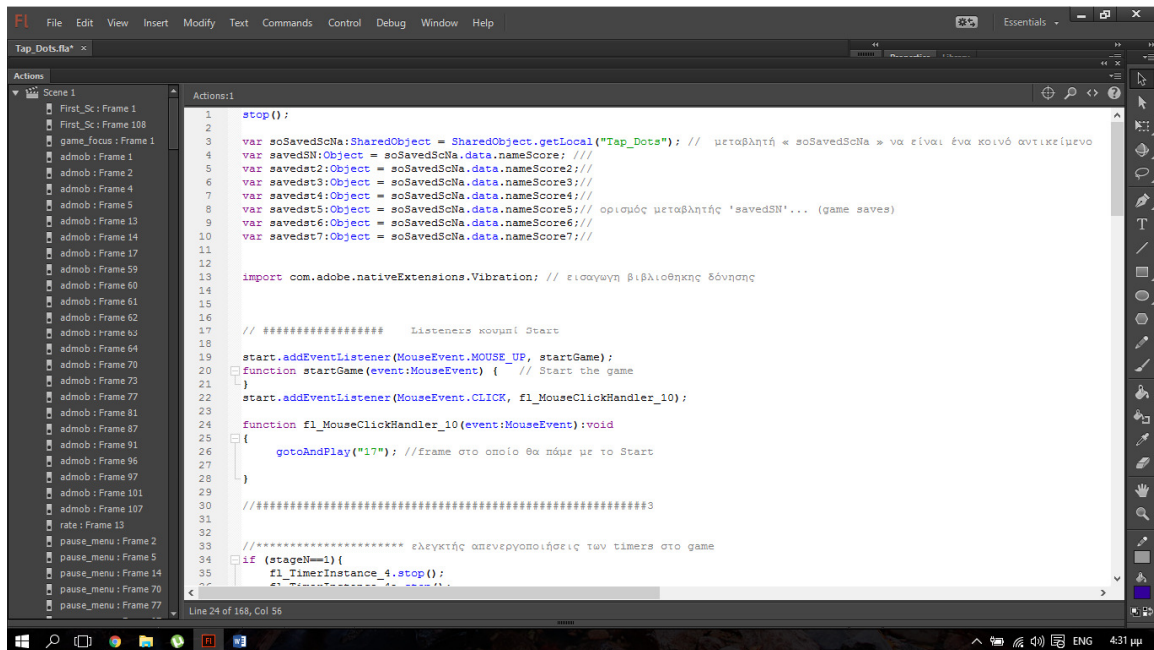 Fl File Edit View Insert Modify Text Commands Control Debug Window Help Essentials
Tap_Dots.fla* ×
Actions
Scene 1
First_Sc : Frame 1
First_Sc : Frame 108
game_focus : Frame 1
admob : Frame 1
admob : Frame 2
admob : Frame 4
admob : Frame 5
admob : Frame 13
admob : Frame 14
admob : Frame 17
admob : Frame 59
admob : Frame 60
admob : Frame 61
admob : Frame 62
admob : Frame 63
admob : Frame 64
admob : Frame 70
admob : Frame 73
admob : Frame 77
admob : Frame 81
admob : Frame 87
admob : Frame 91
admob : Frame 96
admob : Frame 97
admob : Frame 101
admob : Frame 107
rate : Frame 13
pause_menu : Frame 2
pause_menu : Frame 5
pause_menu : Frame 14
pause_menu : Frame 70
pause_menu : Frame 77
Actions:1
1 stop();
2
3 var soSavedScNa:SharedObject = SharedObject.getLocal("Tap_Dots"); // μεταβλητή « soSavedScNa » να είναι ένα κοινό αντικείμενο
4 var savedSN:Object = soSavedScNa.data.nameScore; ///
5 var savedst2:Object = soSavedScNa.data.nameScore2;//
6 var savedst3:Object = soSavedScNa.data.nameScore3;//
7 var savedst4:Object = soSavedScNa.data.nameScore4;//
8 var savedst5:Object = soSavedScNa.data.nameScore5;// ορισμός μεταβλητής 'savedSN'... (game saves)
9 var savedst6:Object = soSavedScNa.data.nameScore6;//
10 var savedst7:Object = soSavedScNa.data.nameScore7;//
11
12
13 import com.adobe.nativeExtensions.Vibration; // εισαγωγη βιβλιοθηκης δόνησης
14
15
16
17 // ################## Listeners κουμπί Start
18
19 start.addEventListener(MouseEvent.MOUSE_UP, startGame);
20 function startGame(event:MouseEvent) { // Start the game
21 }
22 start.addEventListener(MouseEvent.CLICK, fl_MouseClickHandler_10);
23
24 function fl_MouseClickHandler_10(event:MouseEvent):void
25 {
26 gotoAndPlay("17"); //frame στο οποίο θα πάμε με το Start
27
28 }
29
30 //##########################################################3
31
32
33 //********************** ελεγκτής απενεργοποιήσεις των timers στο game
34 if (stageN==1){
35 fl_TimerInstance_4.stop();
Line 24 of 168, Col 56
ENG 4:31 μμ